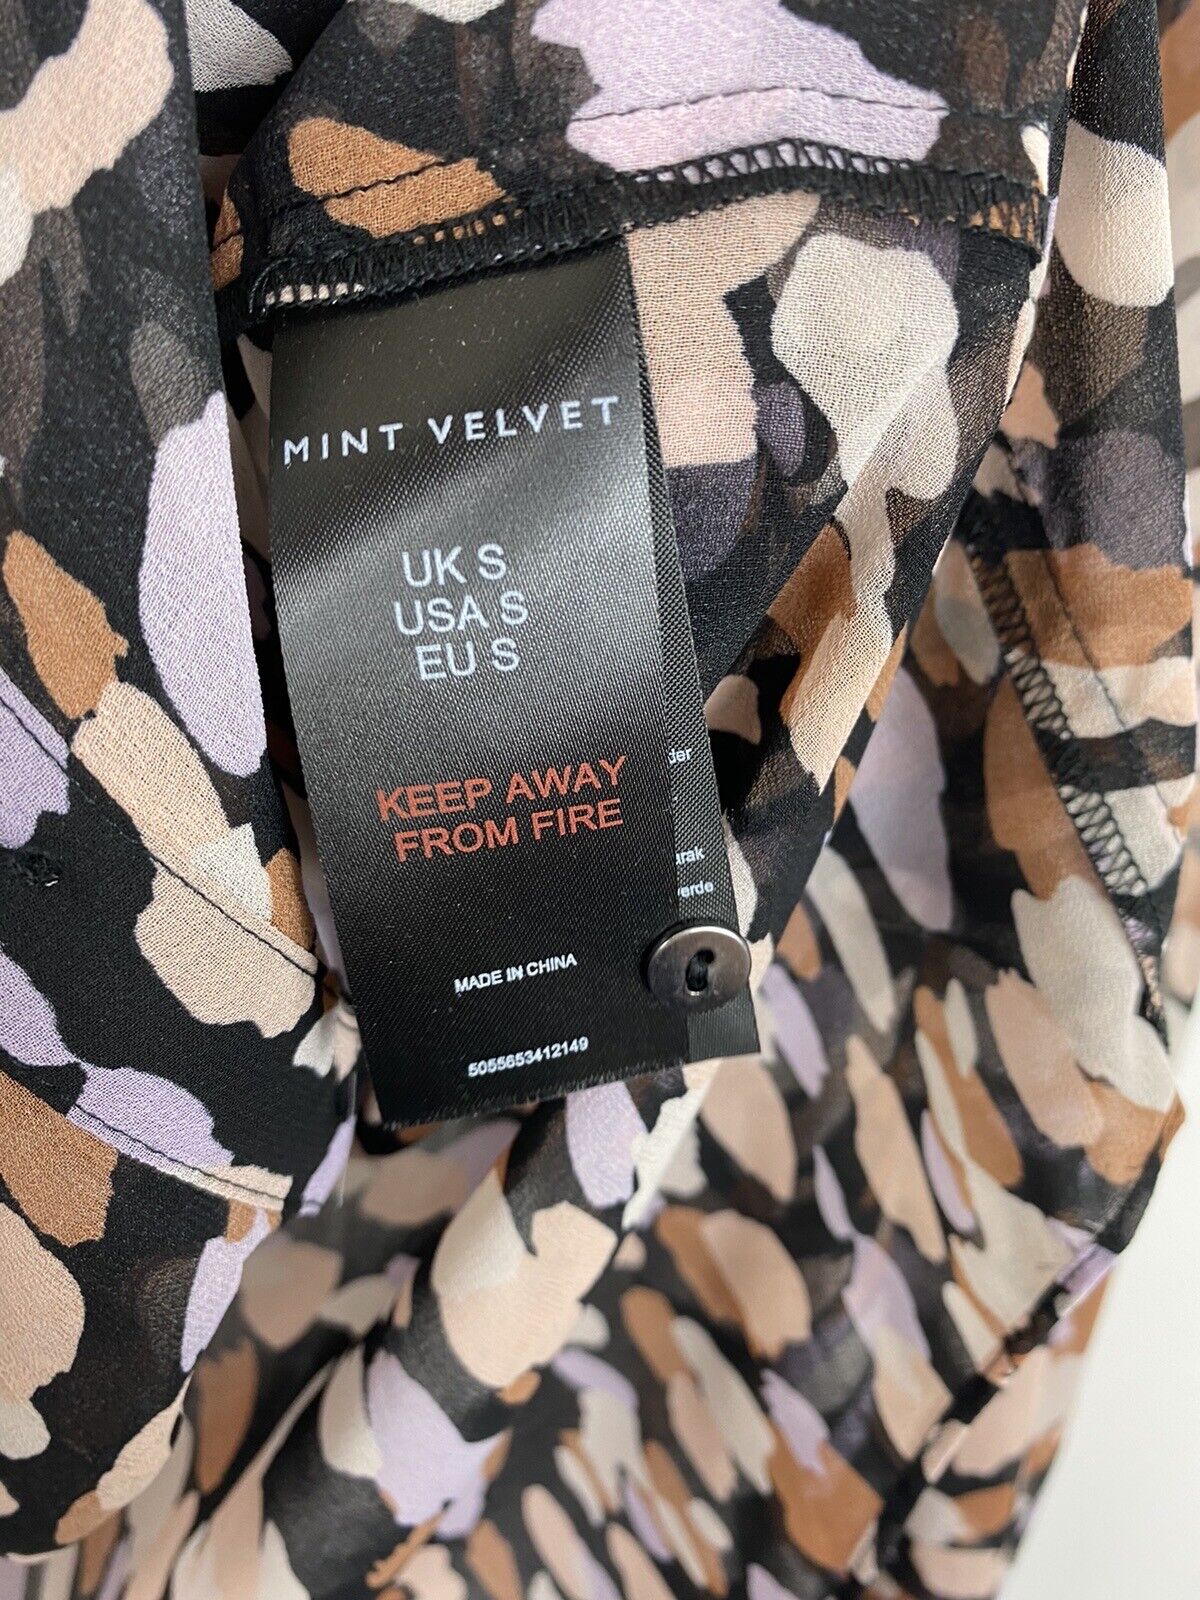 MINT VELVET
UK S
USA S
EU S
KEEP AWAY
FROM FIRE
MADE IN CHINA
5055653412149